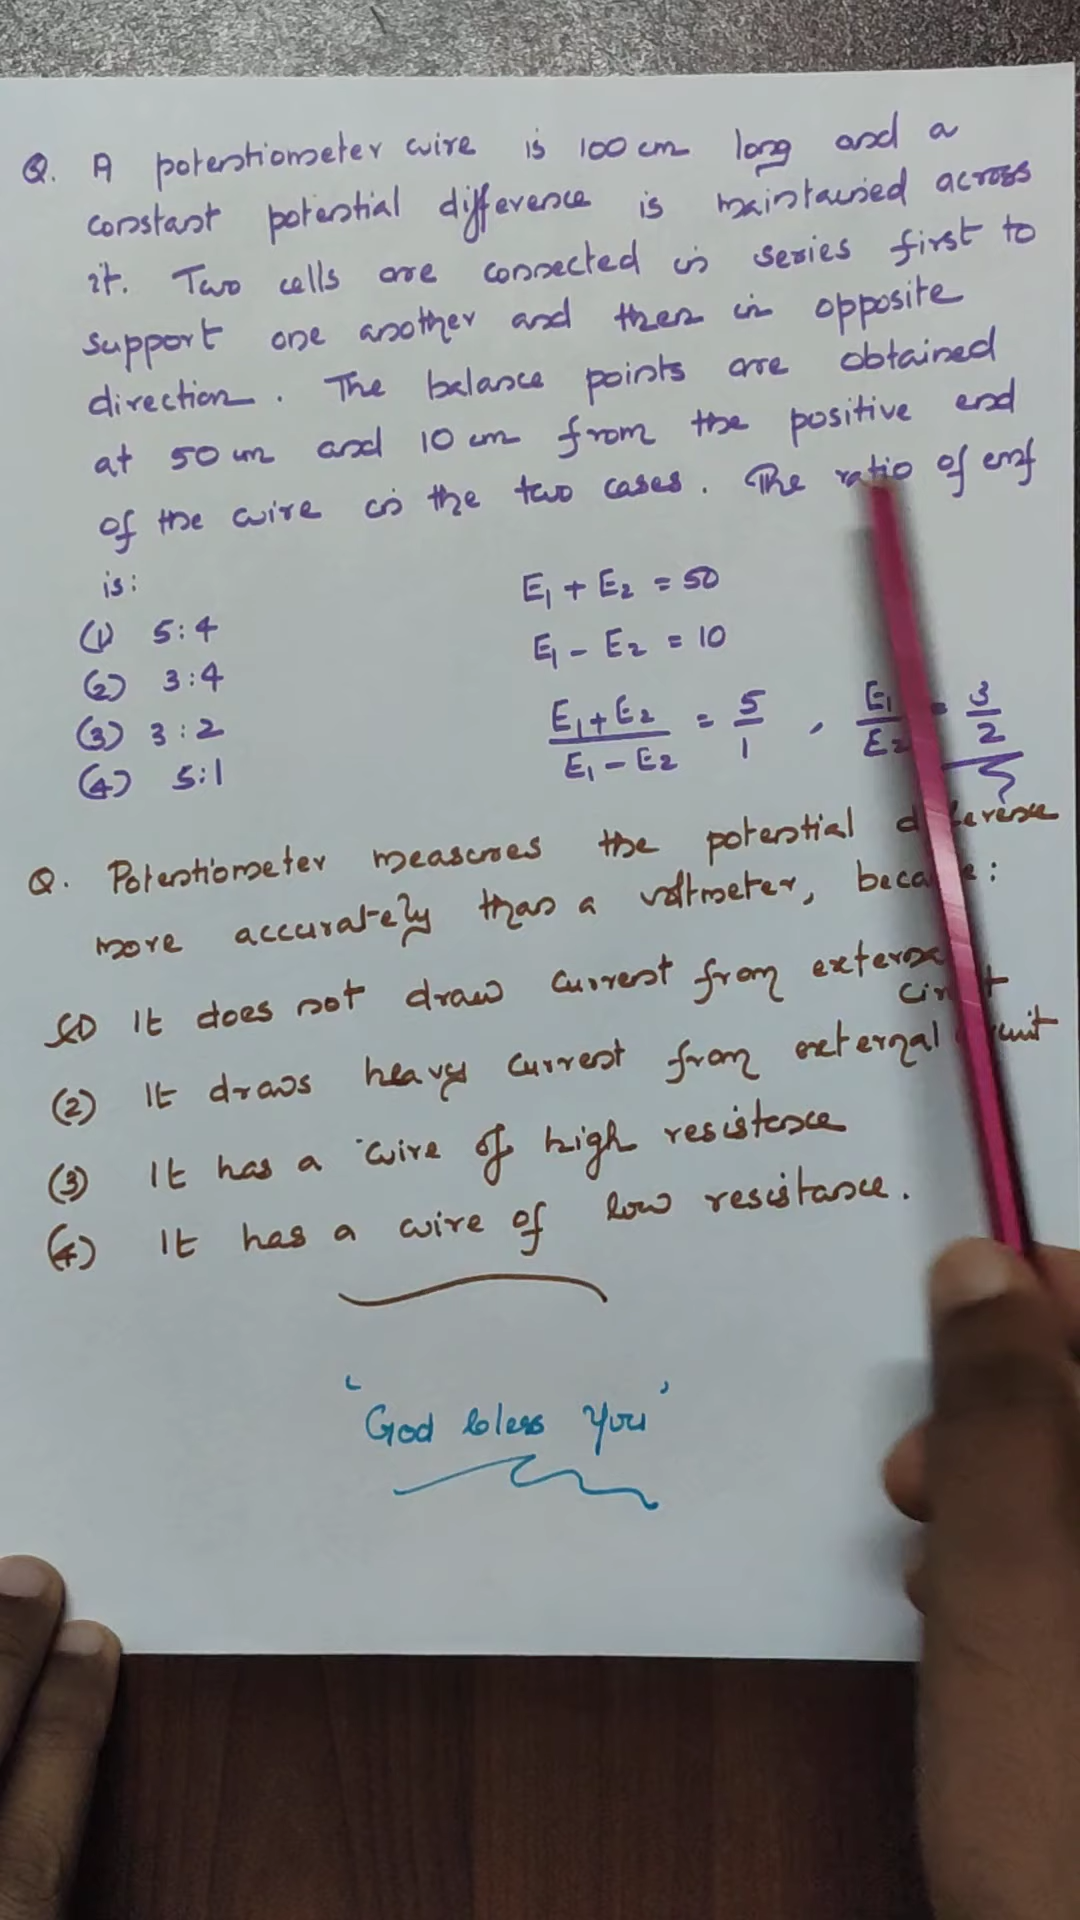 Q. A potentiometer wire is 100 cm long and a
constant potential difference is maintained across
it. Two cells are connected in series first to
support one another and then in opposite
direction. The balance points are obtained
at 50 cm and 10 cm from the positive end
of the wire in the two cases. The ratio of emf
is:
E1 + E2 = 50
(1) 5:4
E1 - E2 = 10
(2) 3:4
(3) 3:2
E1+E2 / E1-E2 = 5/1 , E1/E2 = 3/2
(4) 5:1
Q. Potentiometer measures the potential difference
more accurately than a voltmeter, because:
(1) It does not draw current from external
circuit
(2) It draws heavy current from external circuit
(3) It has a wire of high resistance
(4) It has a wire of low resistance.
'God bless you'